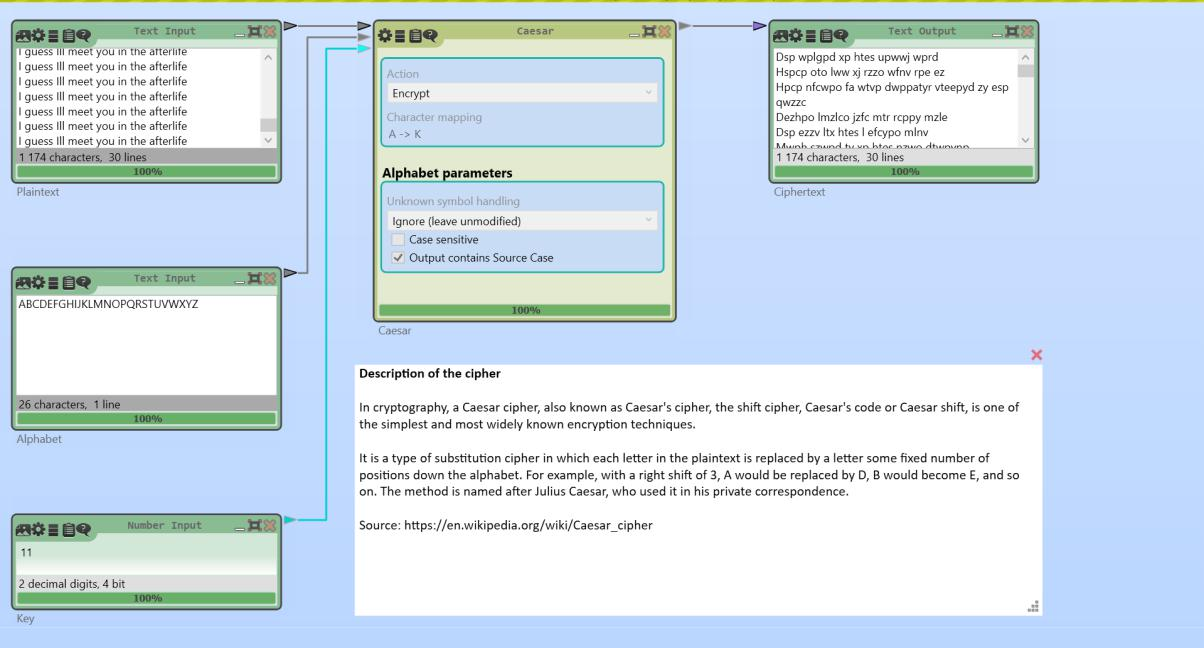 Text Input
I guess Ill meet you in the afterlife
I guess Ill meet you in the afterlife
I guess Ill meet you in the afterlife
I guess Ill meet you in the afterlife
I guess Ill meet you in the afterlife
I guess Ill meet you in the afterlife
I guess Ill meet you in the afterlife
1 174 characters, 30 lines
100%
Plaintext
Text Input
ABCDEFGHIJKLMNOPQRSTUVWXYZ
26 characters, 1 line
100%
Alphabet
Number Input
11
2 decimal digits, 4 bit
100%
Key
Caesar
Action
Encrypt
Character mapping
A -> K
Alphabet parameters
Unknown symbol handling
Ignore (leave unmodified)
Case sensitive
Output contains Source Case
100%
Caesar
Text Output
Dsp wplgpd xp htes upwwj wprd
Hspcp oto lww xj rzzo wfnv rpe ez
Hpcp nfcwpo fa wtvp dwppatyr vteepyd zy esp
qwzzc
Dezhpo lmzlco jzfc mtr rcppy mzle
Dsp ezzv ltx htes l efcypo mlnv
1 174 characters, 30 lines
100%
Ciphertext
Description of the cipher
In cryptography, a Caesar cipher, also known as Caesar's cipher, the shift cipher, Caesar's code or Caesar shift, is one of
the simplest and most widely known encryption techniques.
It is a type of substitution cipher in which each letter in the plaintext is replaced by a letter some fixed number of
positions down the alphabet. For example, with a right shift of 3, A would be replaced by D, B would become E, and so
on. The method is named after Julius Caesar, who used it in his private correspondence.
Source: https://en.wikipedia.org/wiki/Caesar_cipher